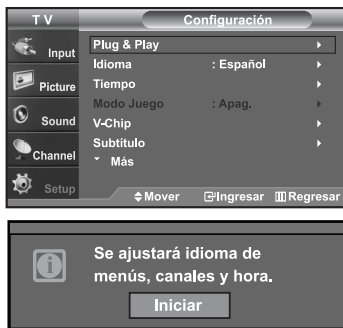 TV Configuración
Input
Picture
Sound
Channel
Setup
Plug & Play
Idioma : Español
Tiempo
Modo Juego : Apag.
V-Chip
Subtítulo
Más
Mover Ingresar Regresar
Se ajustará idioma de
menús, canales y hora.
Iniciar